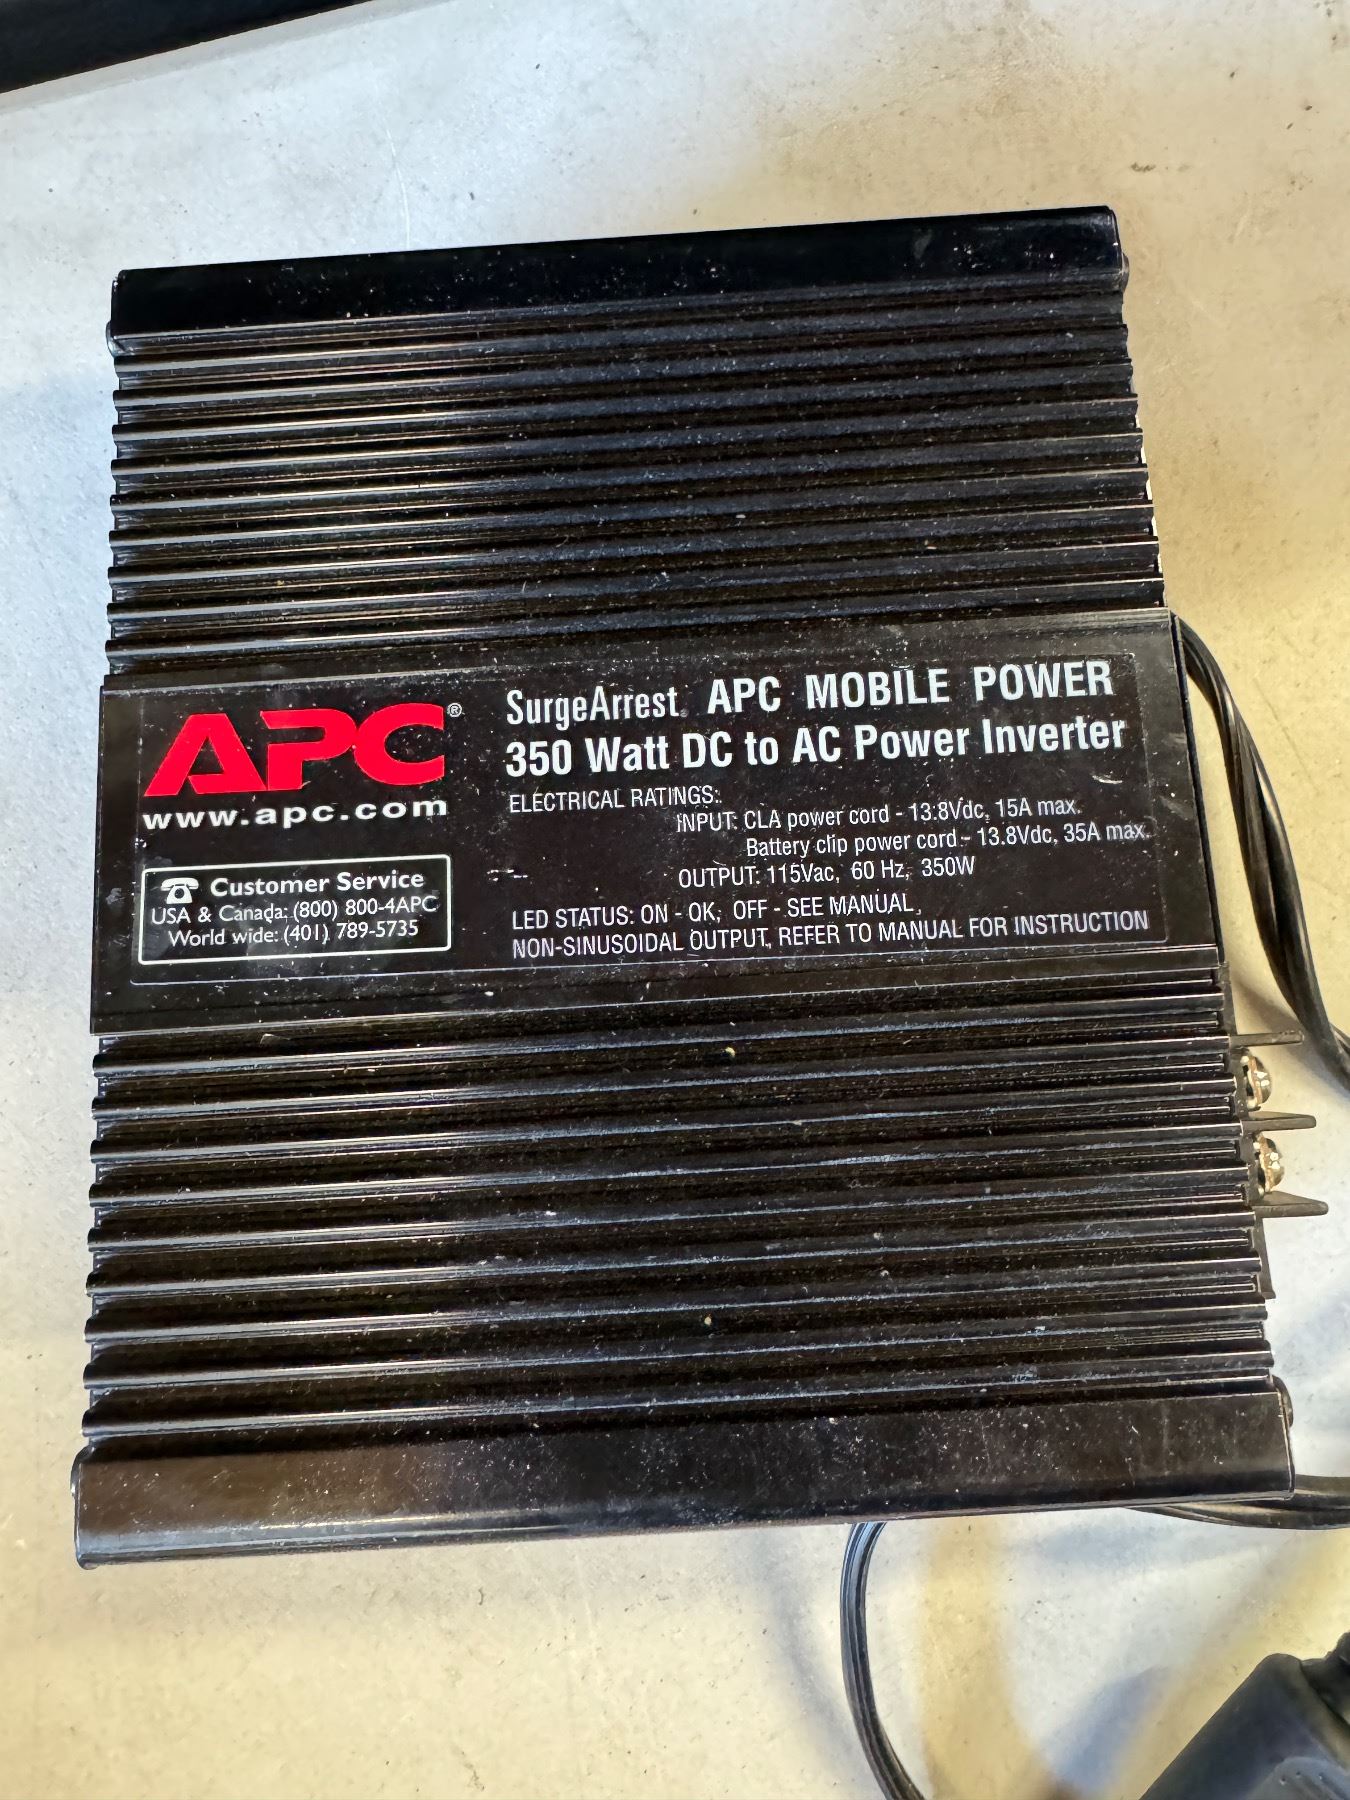 APC®
www.apc.com
Customer Service
USA & Canada: (800) 800-4APC
World wide: (401) 789-5735
SurgeArrest. APC MOBILE POWER
350 Watt DC to AC Power Inverter
ELECTRICAL RATINGS:
INPUT: CLA power cord - 13.8Vdc, 15A max.
Battery clip power cord - 13.8Vdc, 35A max.
OUTPUT: 115Vac, 60 Hz, 350W
LED STATUS: ON - OK, OFF - SEE MANUAL,
NON-SINUSOIDAL OUTPUT, REFER TO MANUAL FOR INSTRUCTION